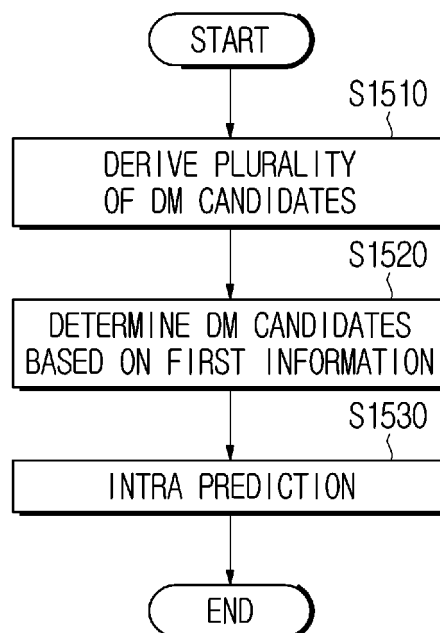 START
S1510
DERIVE PLURALITY
OF DM CANDIDATES
S1520
DETERMINE DM CANDIDATES
BASED ON FIRST INFORMATION
S1530
INTRA PREDICTION
END